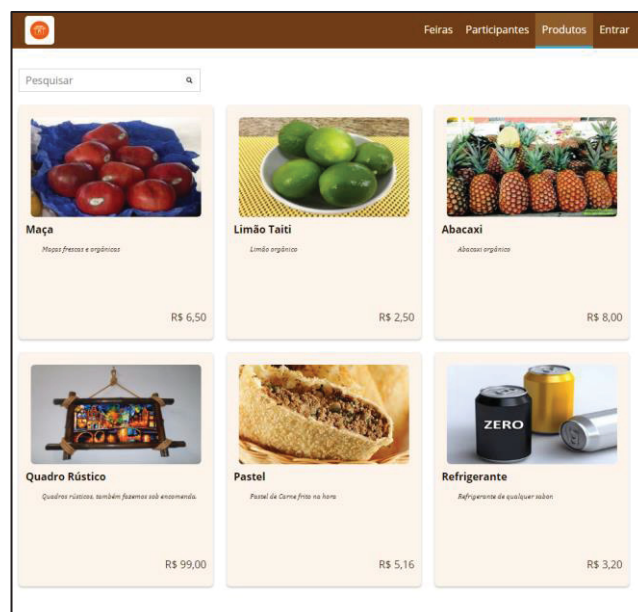 Feiras Participantes Produtos Entrar
Pesquisar
Maça
Maças frescas e orgânicas
R$ 6,50
Limão Taiti
Limão orgânico
R$ 2,50
Abacaxi
Abacaxi orgânico
R$ 8,00
Quadro Rústico
Quadros rústicos, também fazemos sob encomenda.
R$ 99,00
Pastel
Pastel de Carne frito na hora
R$ 5,16
ZERO
Refrigerante
Refrigerante de qualquer sabor
R$ 3,20